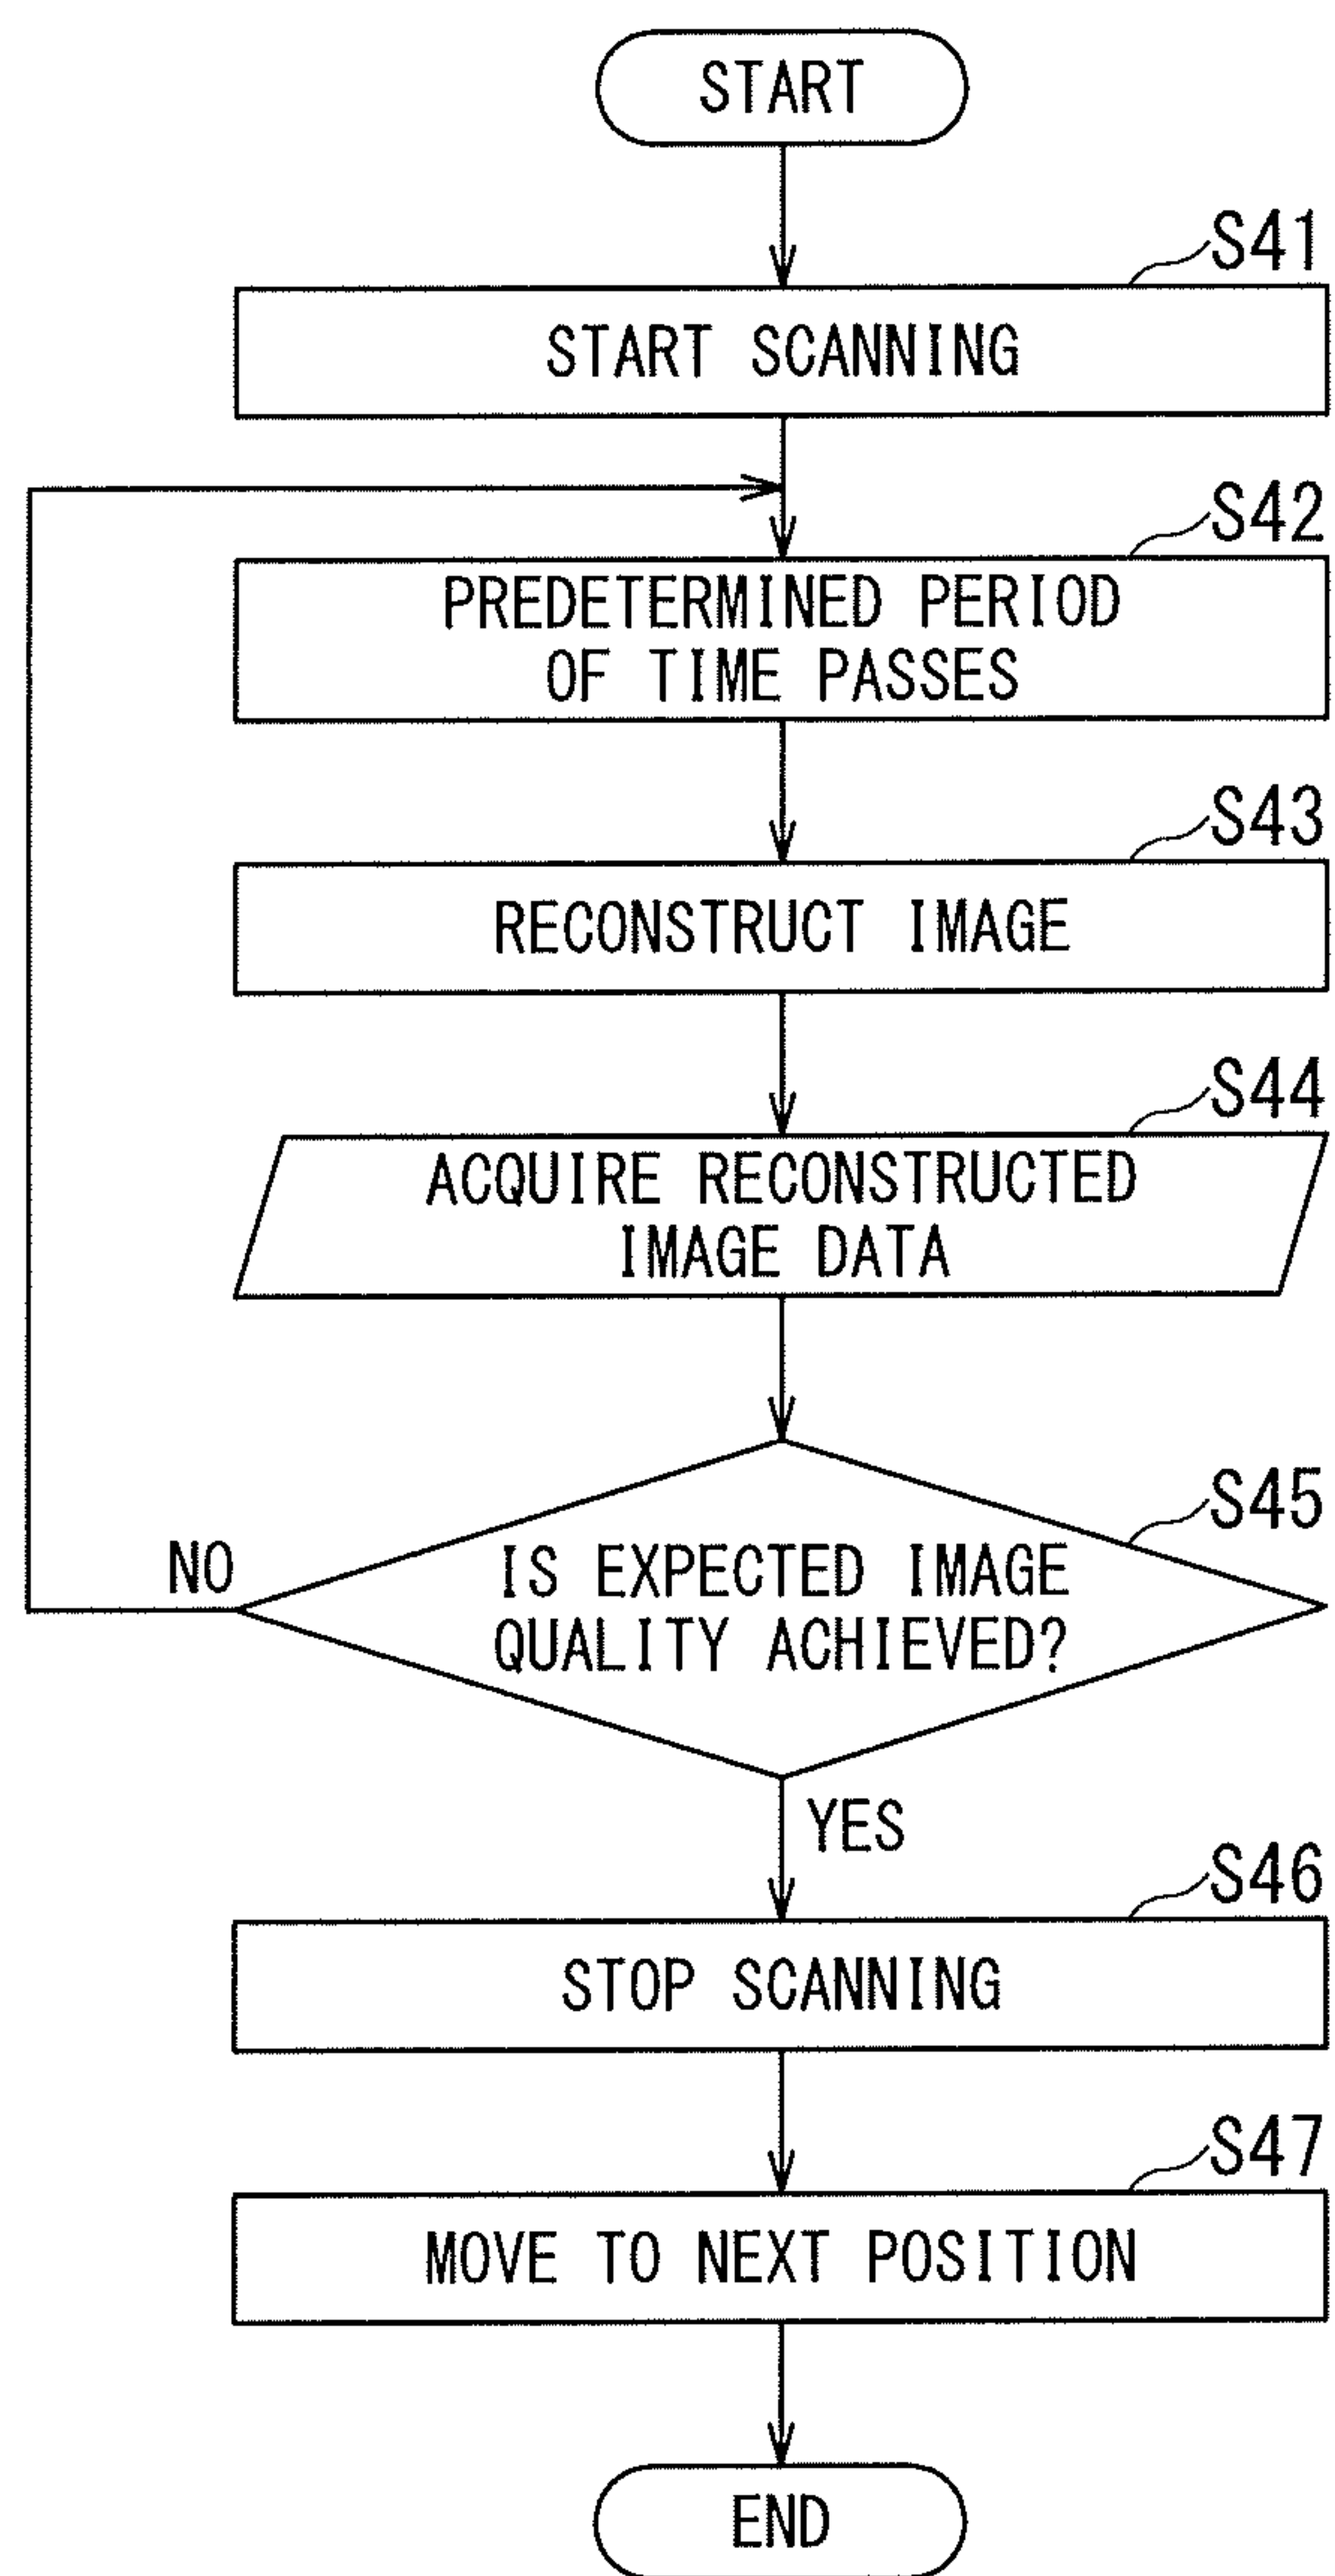 START
S41
START SCANNING
S42
PREDETERMINED PERIOD
OF TIME PASSES
S43
RECONSTRUCT IMAGE
S44
ACQUIRE RECONSTRUCTED
IMAGE DATA
S45
NO
IS EXPECTED IMAGE
QUALITY ACHIEVED?
YES
S46
STOP SCANNING
S47
MOVE TO NEXT POSITION
END